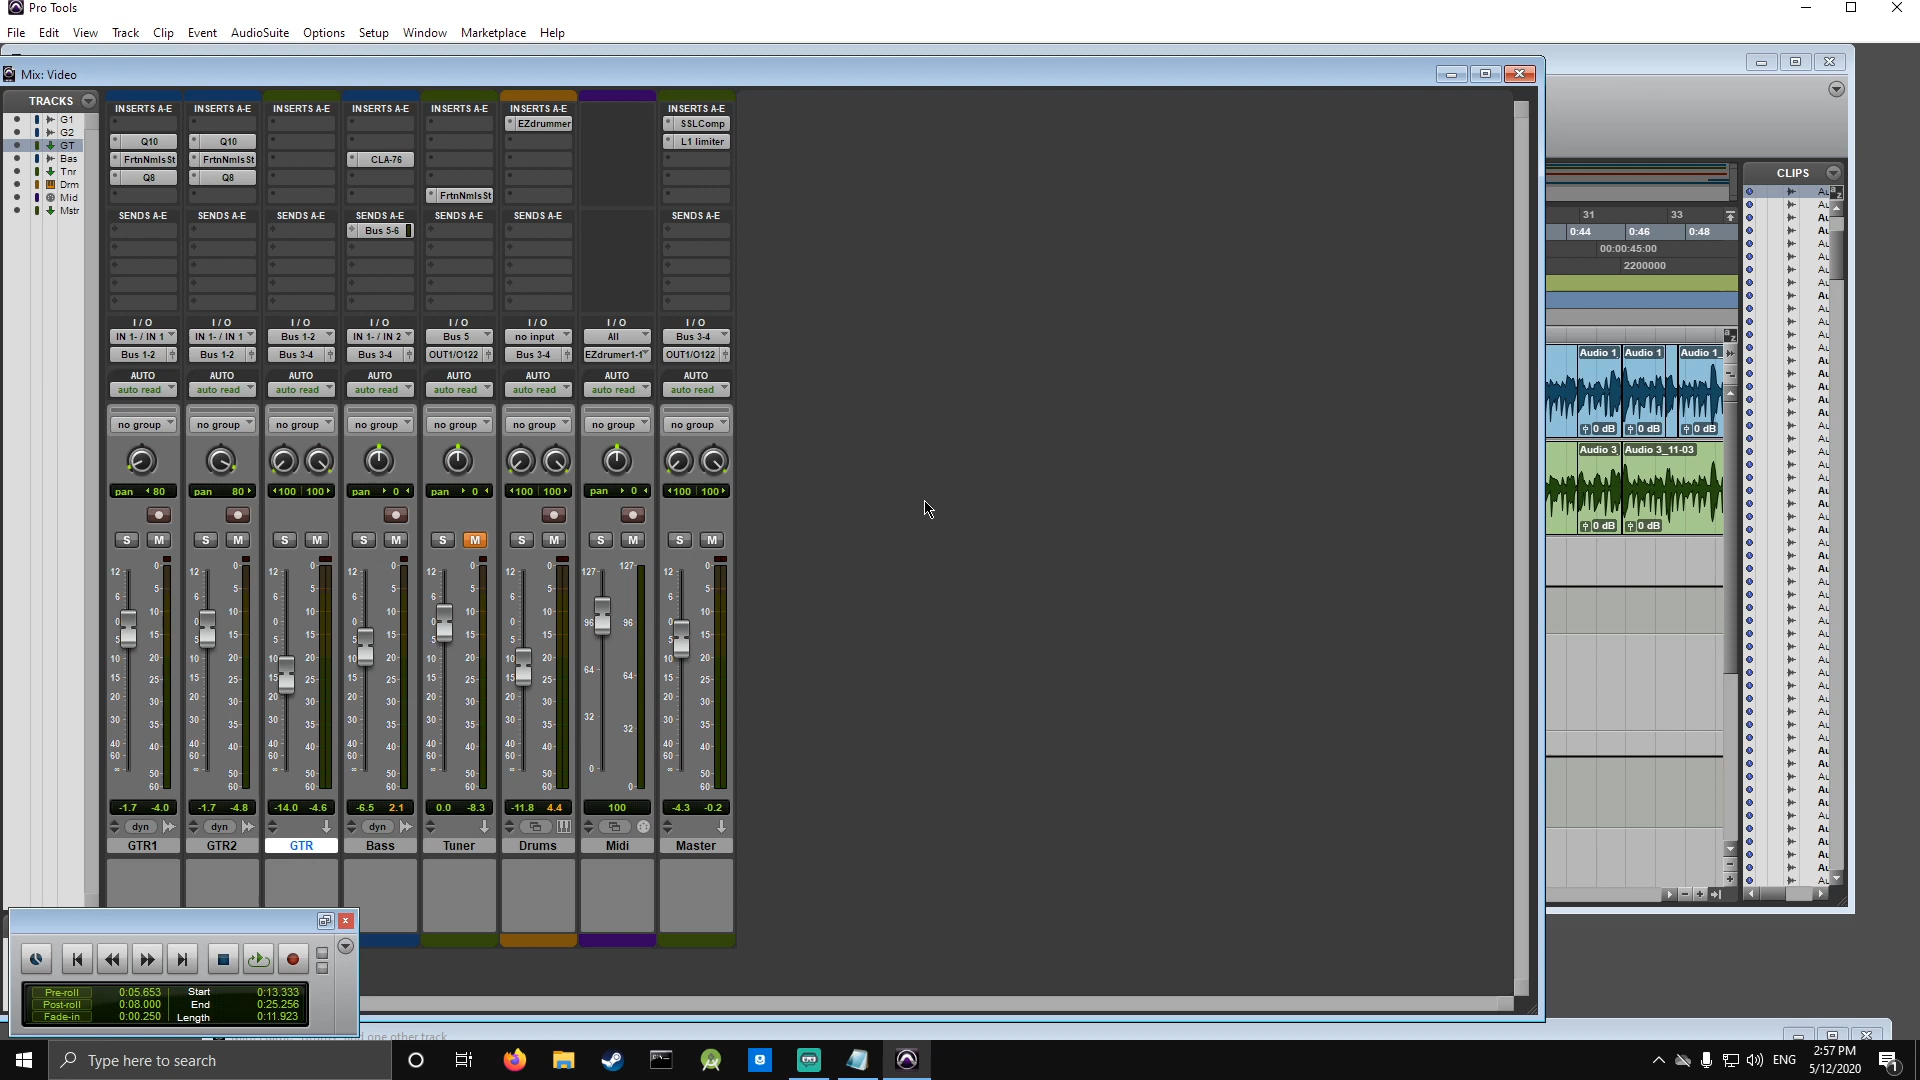 Pro Tools
File Edit View Track Clip Event AudioSuite Options Setup Window Marketplace Help
Mix: Video
TRACKS
G1
G2
GT
Bas
Tnr
Drm
Mid
Mstr
INSERTS A-E INSERTS A-E INSERTS A-E INSERTS A-E INSERTS A-E INSERTS A-E INSERTS A-E
EZdrummer SSLComp
Q10 Q10 L1 limiter
FrtnNmlsSt FrtnNmlsSt CLA-76
Q8 Q8
FrtnNmlsSt
SENDS A-E SENDS A-E SENDS A-E SENDS A-E SENDS A-E SENDS A-E SENDS A-E
Bus 5-6
I / O I / O I / O I / O I / O I / O I / O I / O
IN 1- / IN 1 IN 1- / IN 1 Bus 1-2 IN 1- / IN 2 Bus 5 no input All Bus 3-4
Bus 1-2 Bus 1-2 Bus 3-4 Bus 3-4 OUT1/O122 Bus 3-4 EZdrumer1-1 OUT1/O122
AUTO AUTO AUTO AUTO AUTO AUTO AUTO AUTO
auto read auto read auto read auto read auto read auto read auto read auto read
no group no group no group no group no group no group no group no group
pan 80 pan 80 100 100 pan 0 pan 0 100 100 pan 0 100 100
S M S M S M S M S M S M S M S M
-1.7 -4.0 -1.7 -4.8 -14.0 -4.6 -6.5 2.1 0.0 -8.3 -11.8 4.4 100 -4.3 -0.2
dyn dyn dyn
GTR1 GTR2 GTR Bass Tuner Drums Midi Master
31 33
0:44 0:46 0:48
00:00:45:00
2200000
Audio 1 Audio 1 Audio 1
0 dB 0 dB 0 dB
Audio 3 Audio 3_11-03
0 dB 0 dB
CLIPS
Pre-roll 0:05.653 Start 0:13.333
Post-roll 0:08.000 End 0:25.256
Fade-in 0:00.250 Length 0:11.923
one other track
Type here to search
ENG
2:57 PM
5/12/2020
1